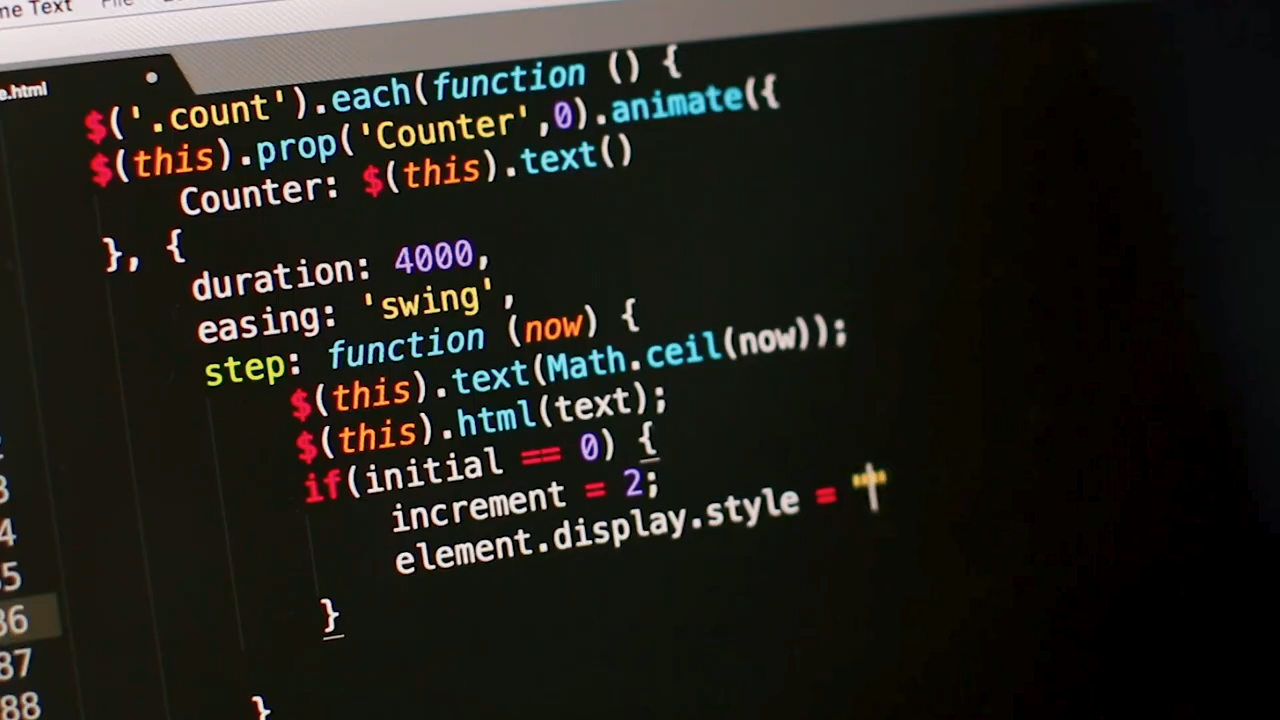 me Text File
e.html
$('.count').each(function () {
$(this).prop('Counter',0).animate({
Counter: $(this).text()
}, {
duration: 4000,
easing: 'swing',
step: function (now) {
$(this).text(Math.ceil(now));
$(this).html(text);
if(initial == 0) {
increment = 2;
element.display.style = ""
}
}
3
4
85
86
87
88